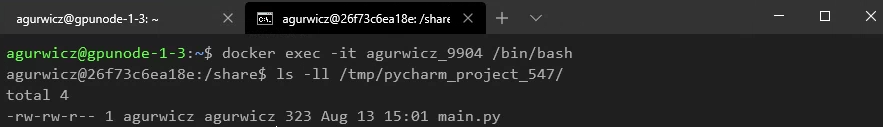 agurwicz@gpunode-1-3: ~
agurwicz@26f73c6ea18e: /share
agurwicz@gpunode-1-3:~$ docker exec -it agurwicz_9904 /bin/bash
agurwicz@26f73c6ea18e:/share$ ls -ll /tmp/pycharm_project_547/
total 4
-rw-rw-r-- 1 agurwicz agurwicz 323 Aug 13 15:01 main.py